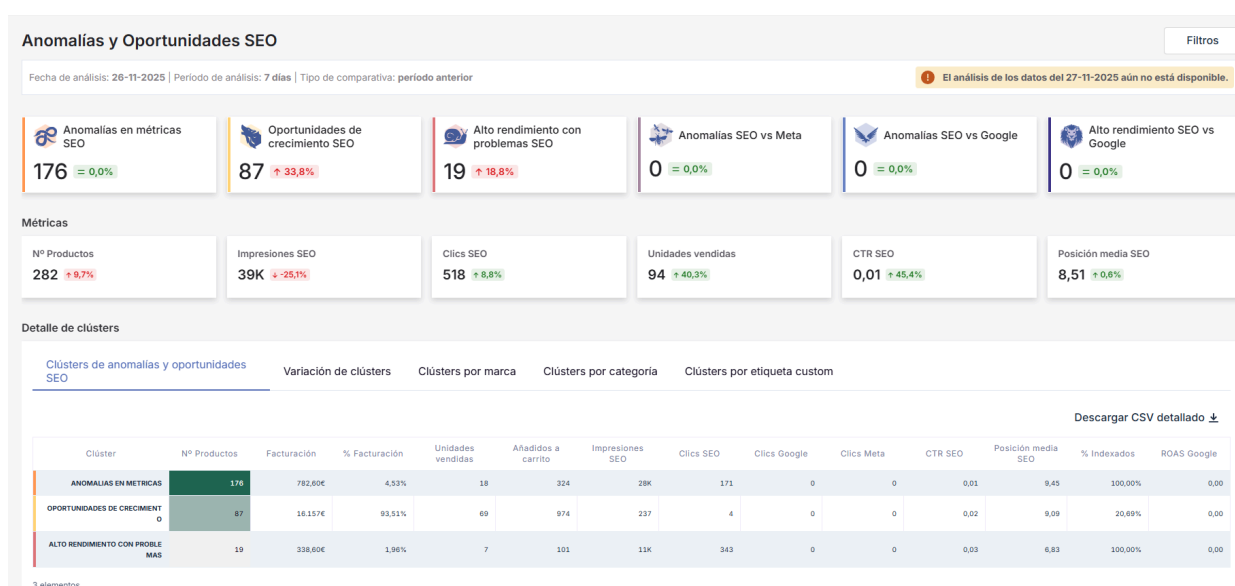 Anomalías y Oportunidades SEO
Filtros
Fecha de análisis: 26-11-2025 | Período de análisis: 7 días | Tipo de comparativa: período anterior
El análisis de los datos del 27-11-2025 aún no está disponible.
Anomalías en métricas
SEO
176 = 0,0%
Oportunidades de
crecimiento SEO
87 ↑ 33,8%
Alto rendimiento con
problemas SEO
19 ↑ 18,8%
Anomalías SEO vs Meta
0 = 0,0%
Anomalías SEO vs Google
0 = 0,0%
Alto rendimiento SEO vs
Google
0 = 0,0%
Métricas
Nº Productos
282 ↑ 9,7%
Impresiones SEO
39K ↓ -25,1%
Clics SEO
518 ↑ 8,8%
Unidades vendidas
94 ↑ 40,3%
CTR SEO
0,01 ↑ 45,4%
Posición media SEO
8,51 ↑ 0,6%
Detalle de clústers
Clústers de anomalías y oportunidades
SEO
Variación de clústers
Clústers por marca
Clústers por categoría
Clústers por etiqueta custom
Descargar CSV detallado
Clúster Nº Productos Facturación % Facturación Unidades vendidas Añadidos a carrito Impresiones SEO Clics SEO Clics Google Clics Meta CTR SEO Posición media SEO % Indexados ROAS Google
ANOMALIAS EN METRICAS 176 782,60€ 4,53% 18 324 28K 171 0 0 0,01 9,45 100,00% 0,00
OPORTUNIDADES DE CRECIMIENT
O 87 16.157€ 93,51% 69 974 237 4 0 0 0,02 9,09 20,69% 0,00
ALTO RENDIMIENTO CON PROBLE
MAS 19 338,60€ 1,96% 7 101 11K 343 0 0 0,03 6,83 100,00% 0,00
3 elementos